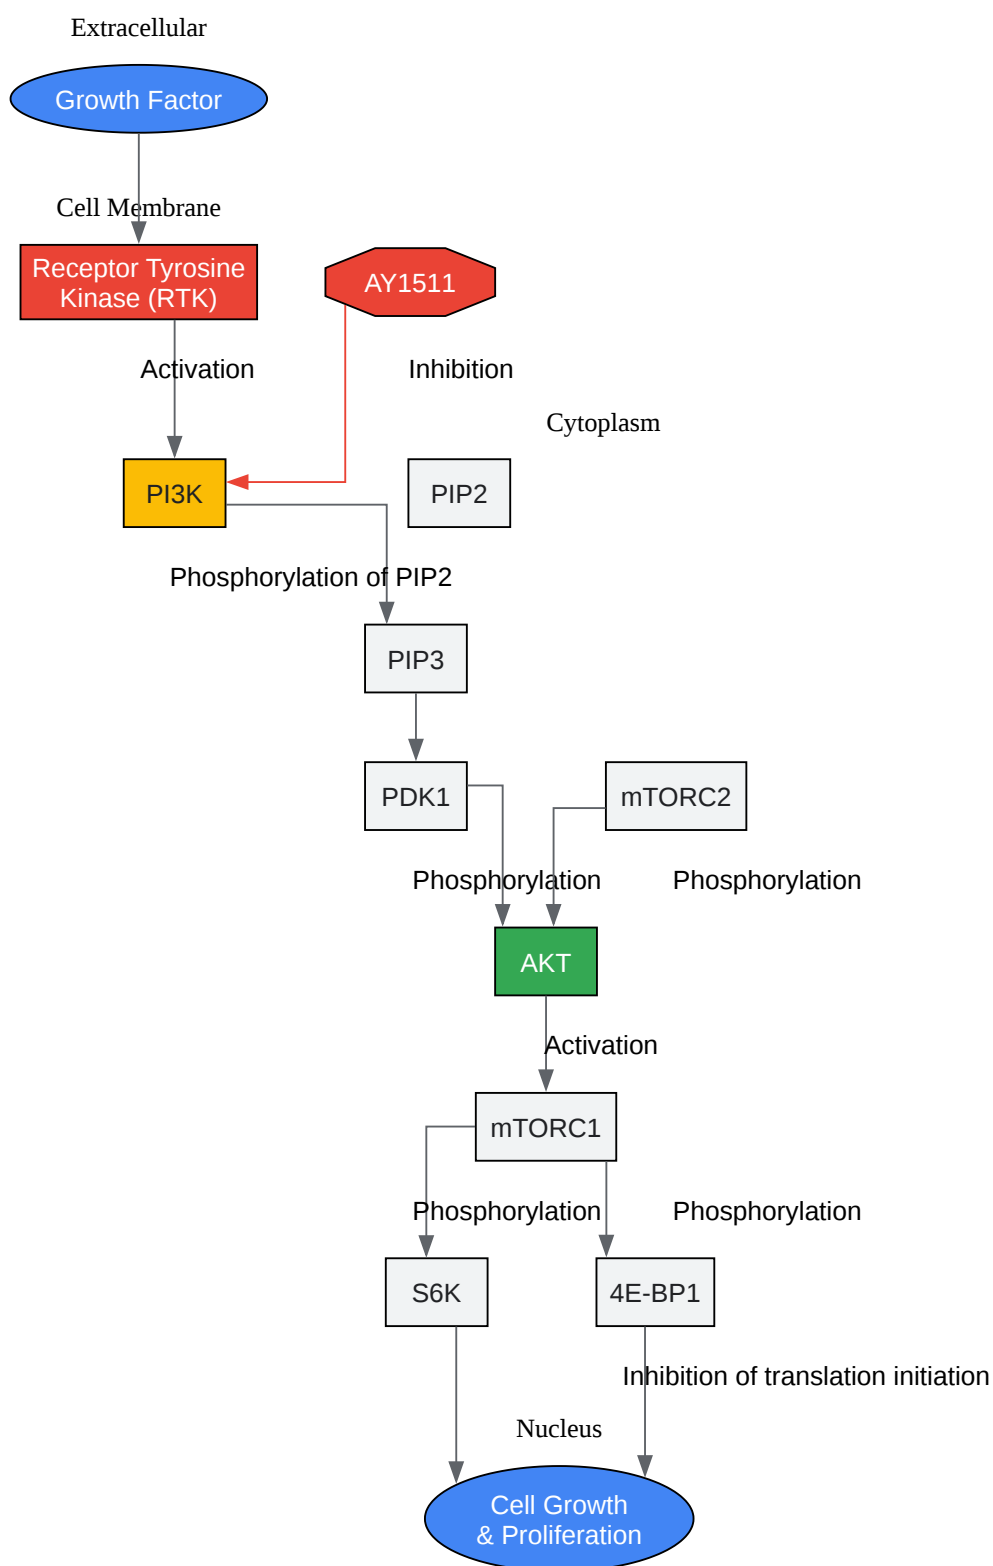 Extracellular
Growth Factor
Cell Membrane
Receptor Tyrosine
Kinase (RTK)
AY1511
Activation
Inhibition
Cytoplasm
PI3K
PIP2
Phosphorylation of PIP2
PIP3
PDK1
mTORC2
Phosphorylation
Phosphorylation
AKT
Activation
mTORC1
Phosphorylation
Phosphorylation
S6K
4E-BP1
Inhibition of translation initiation
Nucleus
Cell Growth
& Proliferation